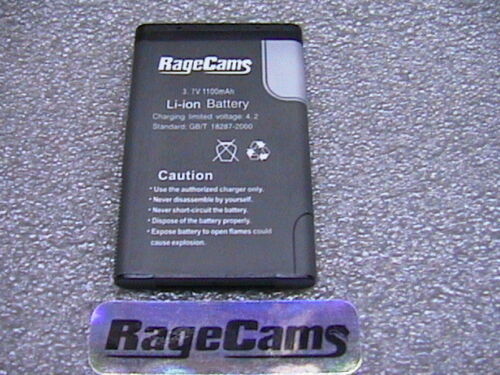 RageCams
3.7V 1100mAh
Li-ion Battery
Charging limited voltage: 4.2
Standard: GB/T 18287-2000
Caution
• Use the authorized charger only.
• Never disassemble by yourself.
• Never short-circuit the battery.
• Dispose of the battery properly.
• Expose battery to open flames could
cause explosion.
RageCams